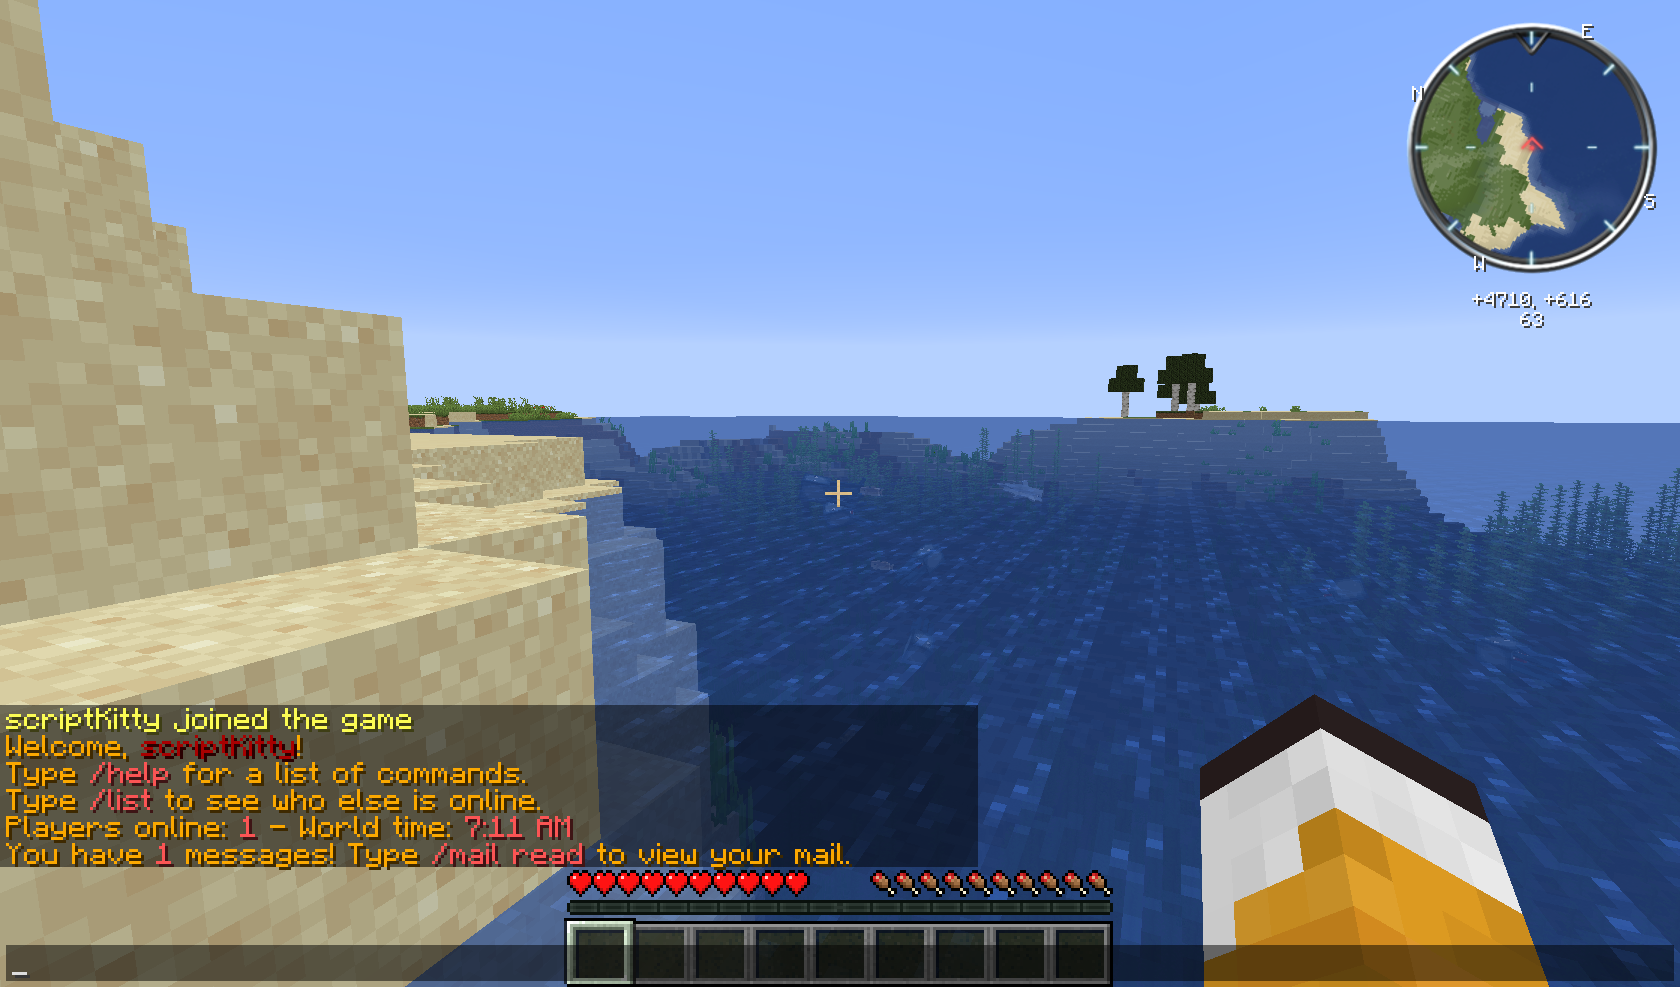 E
N
S
W
+4710, +616
63
scriptKitty joined the game
Welcome, scriptKitty!
Type /help for a list of commands.
Type /list to see who else is online.
Players online: 1 - World time: 7:11 AM
You have 1 messages! Type /mail read to view your mail.
_